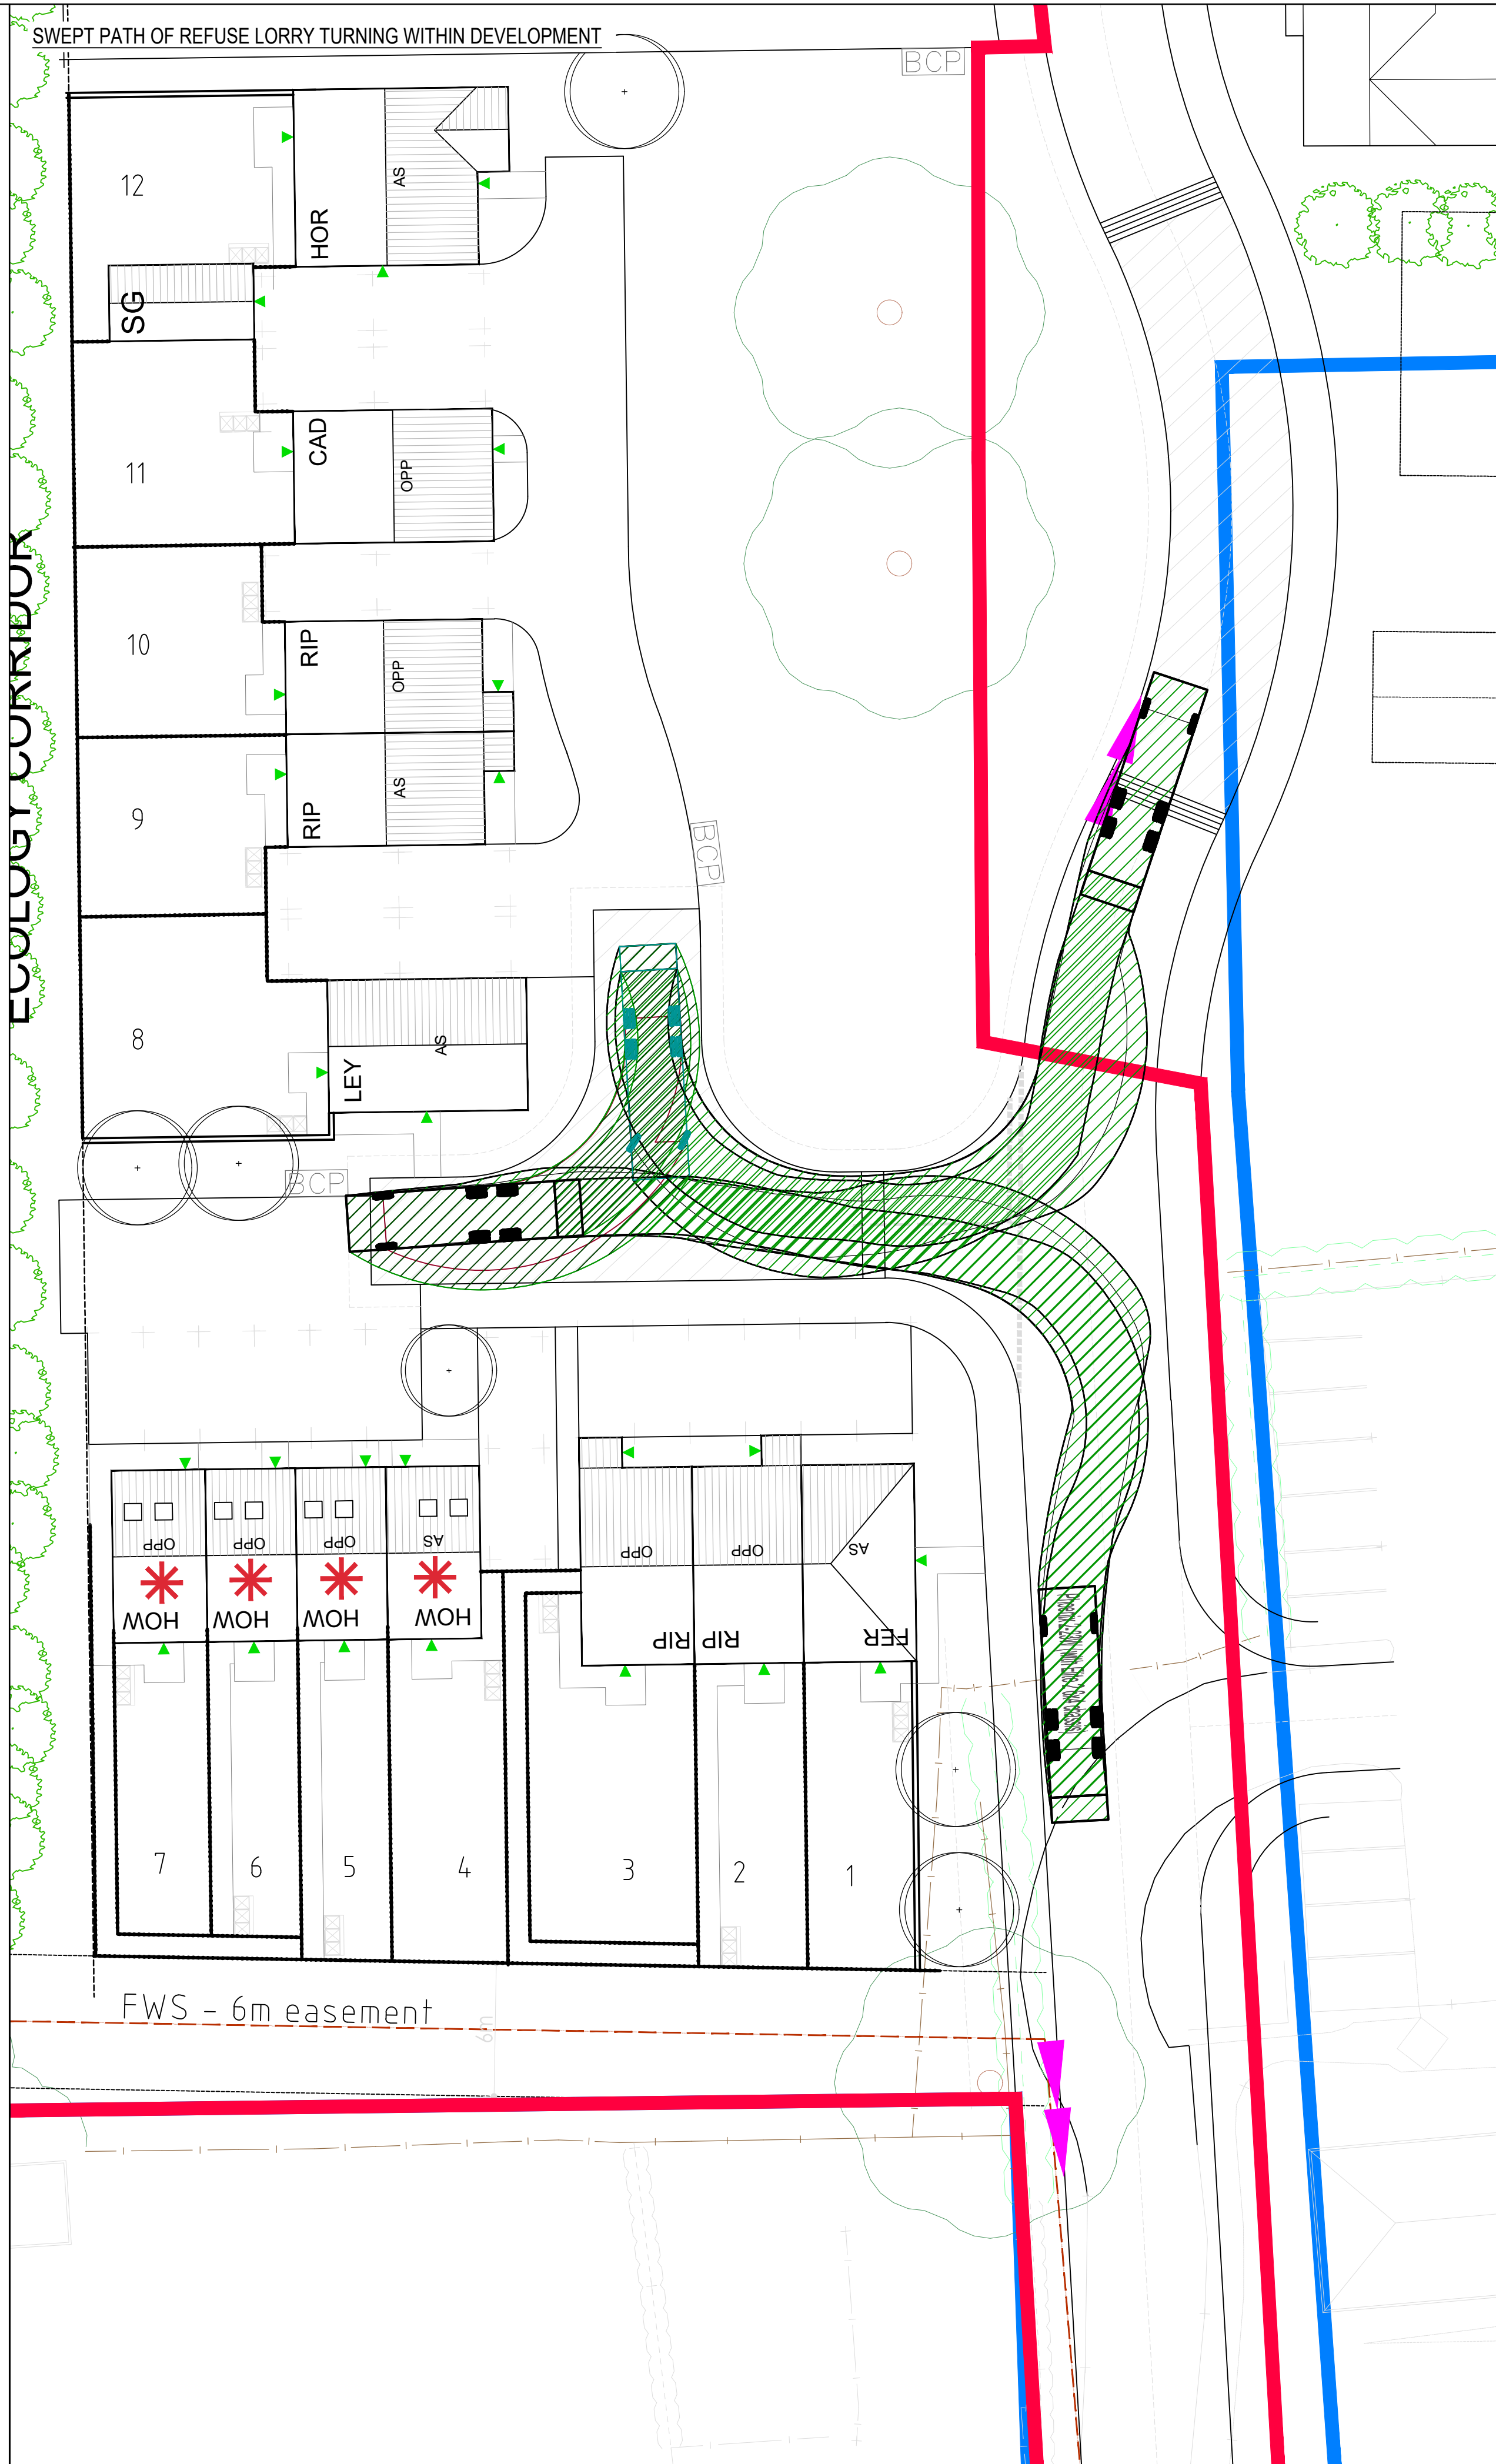 SWEPT PATH OF REFUSE LORRY TURNING WITHIN DEVELOPMENT
BCP
12
HOR
AS
SG
11
CAD
OPP
ECOLOGY CORRIDOR
10
RIP
OPP
9
RIP
AS
BCP
8
LEY
AS
BCP
OPP
OPP
OPP
AS
OPP
OPP
AS
HOW
HOW
HOW
HOW
RIP
RIP
FER
7
6
5
4
3
2
1
FWS - 6m easement
6m